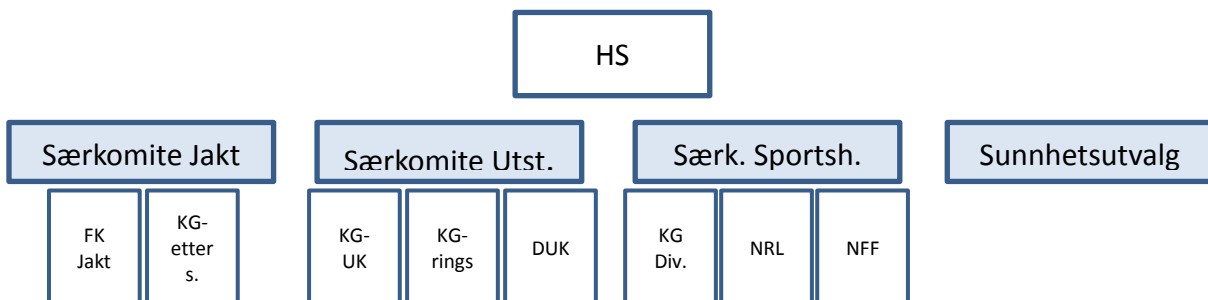 HS
Særkomite Jakt
Særkomite Utst.
Særk. Sportsh.
Sunnhetsutvalg
FK
Jakt
KG-
etter
s.
KG-
UK
KG-
rings
DUK
KG
Div.
NRL
NFF